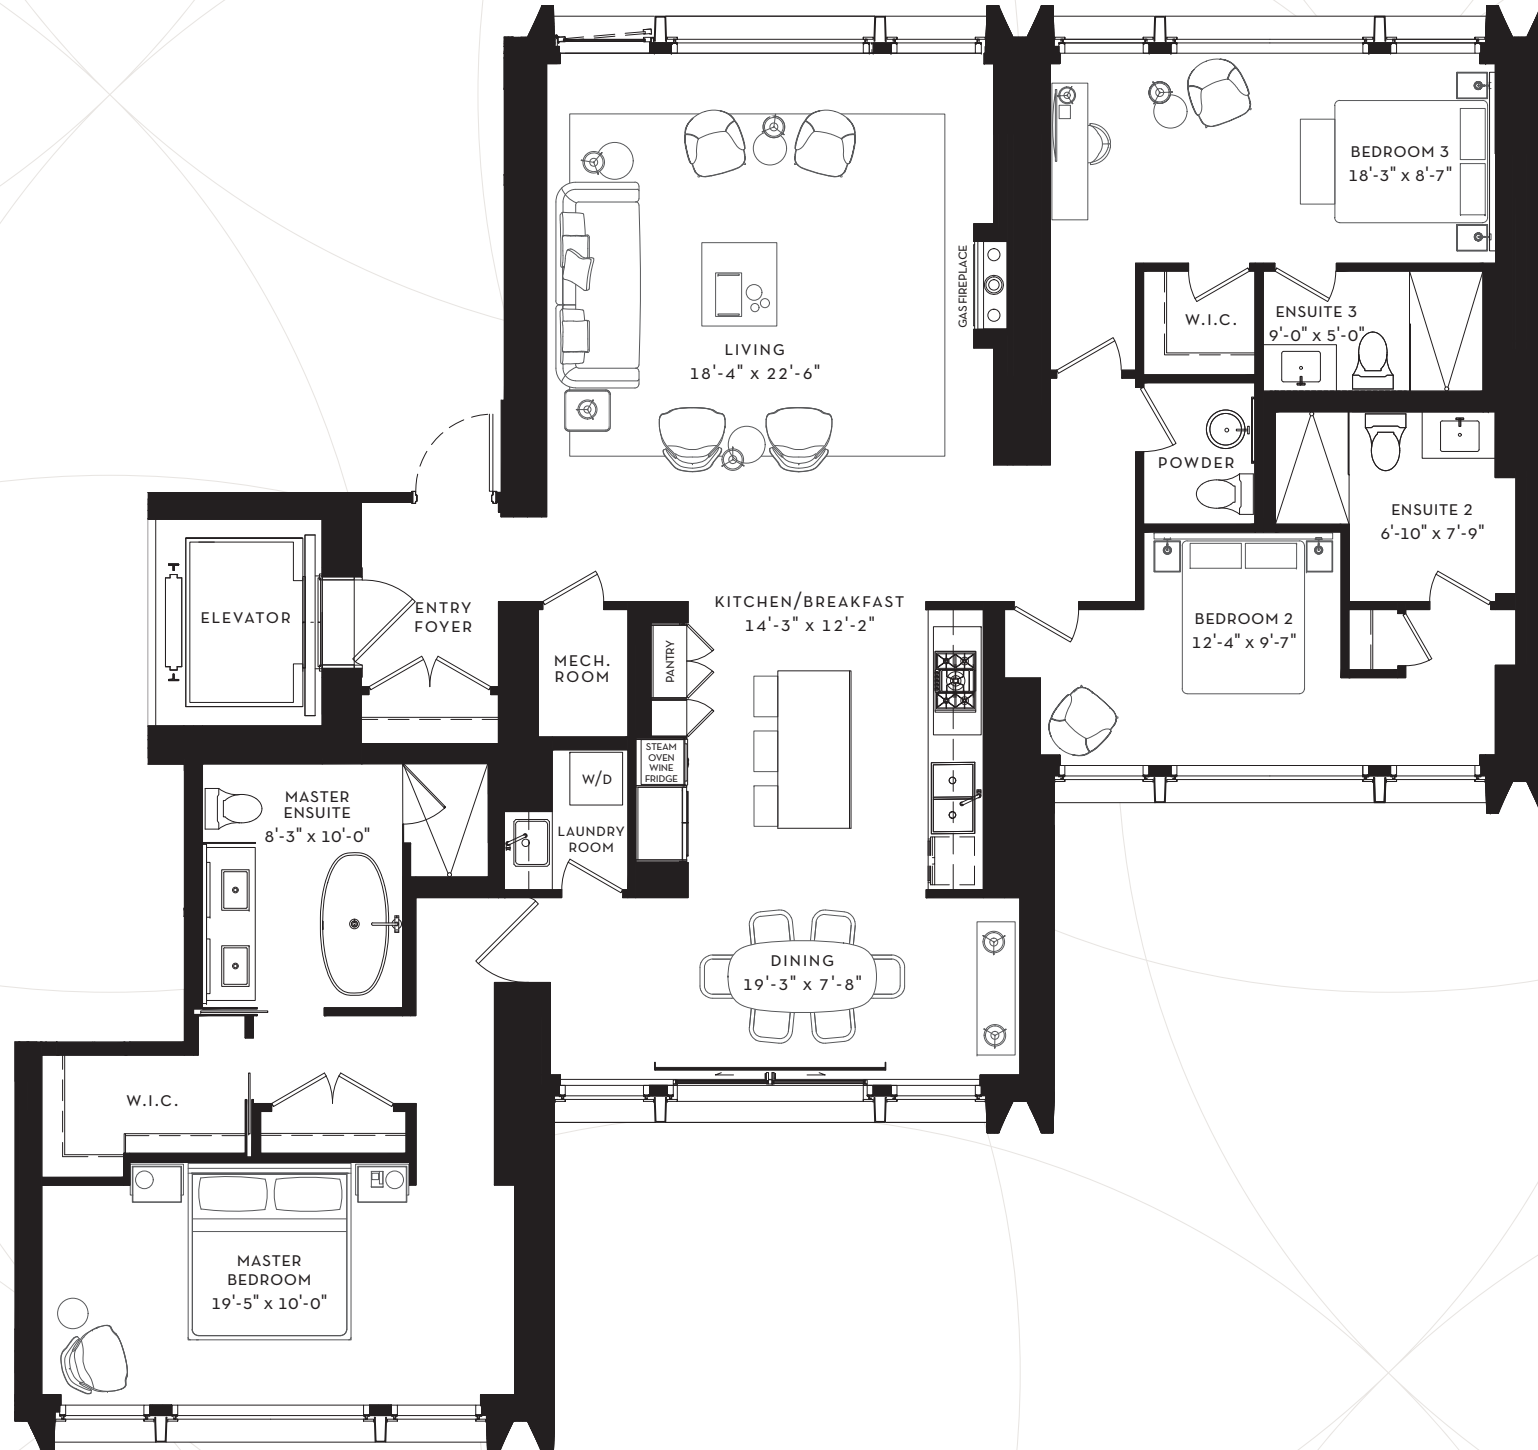 BEDROOM 3
18'-3" x 8'-7"
GAS FIREPLACE
W.I.C.
ENSUITE 3
9'-0" x 5'-0"
LIVING
18'-4" x 22'-6"
POWDER
ENSUITE 2
6'-10" x 7'-9"
ELEVATOR
ENTRY
FOYER
KITCHEN/BREAKFAST
14'-3" x 12'-2"
BEDROOM 2
12'-4" x 9'-7"
MECH.
ROOM
PANTRY
STEAM
OVEN
WINE
FRIDGE
W/D
MASTER
ENSUITE
8'-3" x 10'-0"
LAUNDRY
ROOM
DINING
19'-3" x 7'-8"
W.I.C.
MASTER
BEDROOM
19'-5" x 10'-0"